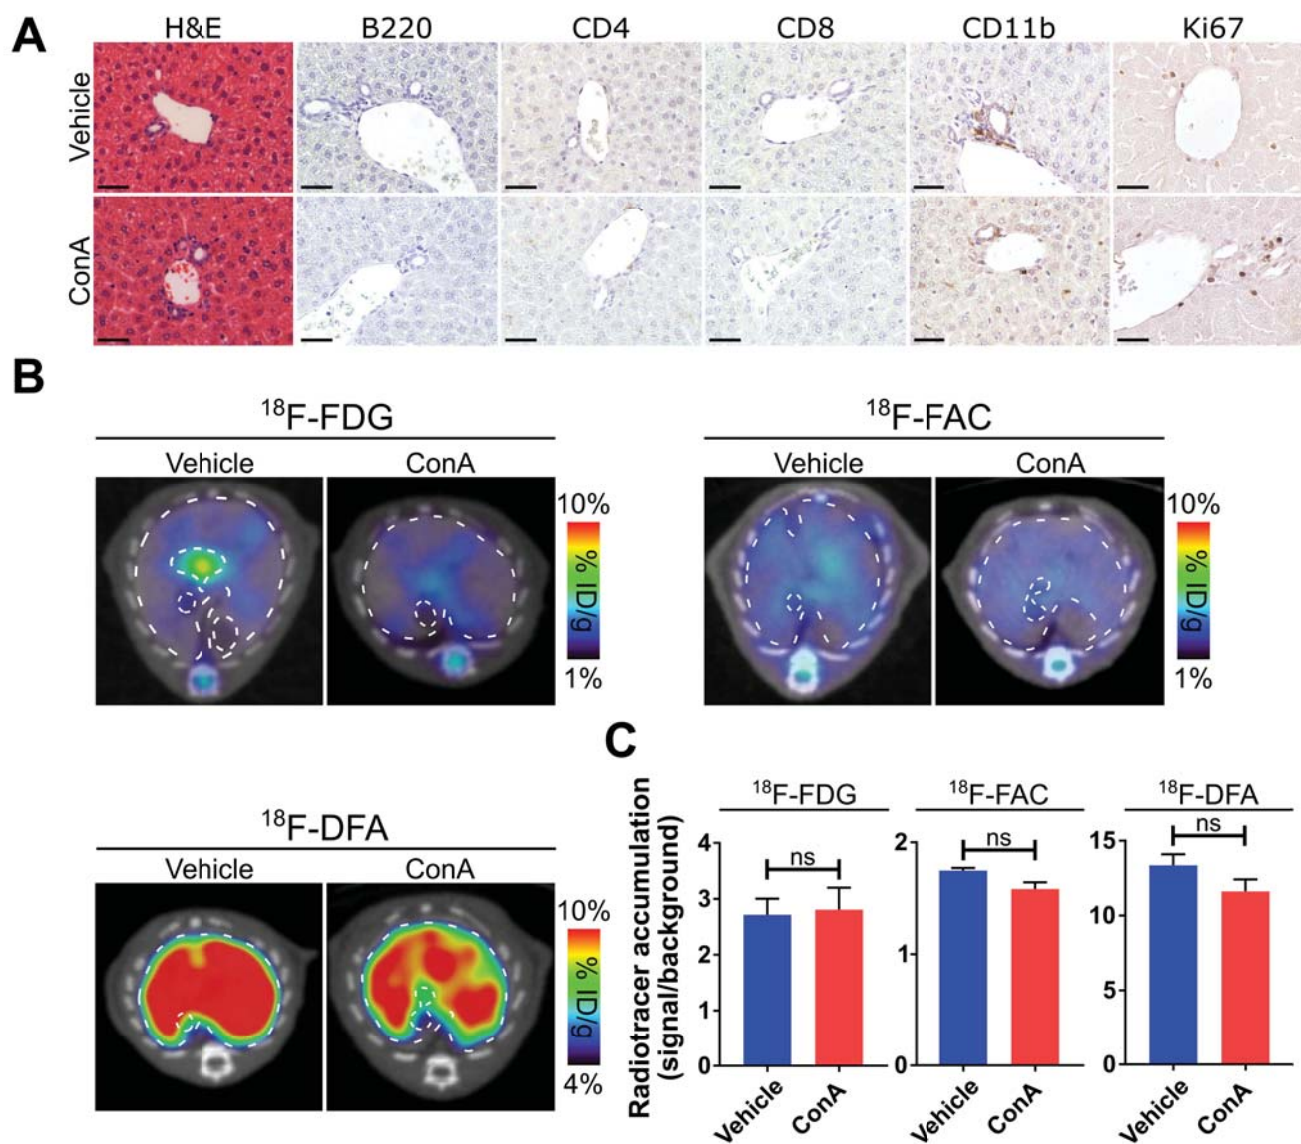 A
H&E B220 CD4 CD8 CD11b Ki67
Vehicle
ConA
B
18F-FDG
Vehicle ConA
10%
% ID/g
1%
18F-FAC
Vehicle ConA
10%
% ID/g
1%
18F-DFA
Vehicle ConA
10%
% ID/g
4%
C
Radiotracer accumulation
(signal/background)
18F-FDG
4
3
2
1
0
ns
Vehicle
ConA
18F-FAC
2
1
0
ns
Vehicle
ConA
18F-DFA
15
10
5
0
ns
Vehicle
ConA